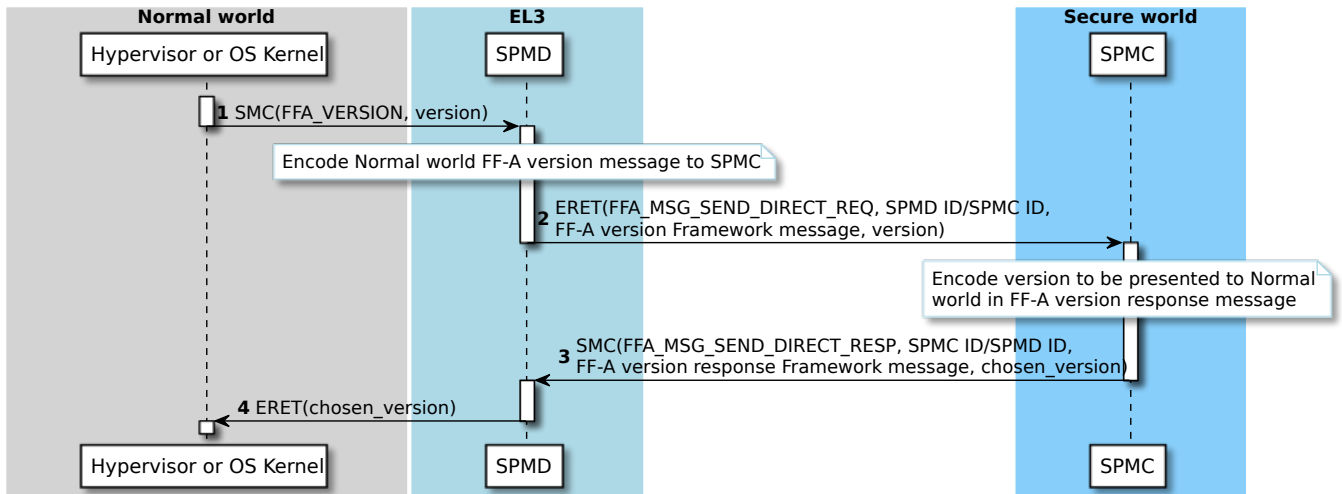 Normal world
EL3
Secure world
Hypervisor or OS Kernel
SPMD
SPMC
1 SMC(FFA_VERSION, version)
Encode Normal world FF-A version message to SPMC
2 ERET(FFA_MSG_SEND_DIRECT_REQ, SPMD ID/SPMC ID,
FF-A version Framework message, version)
Encode version to be presented to Normal
world in FF-A version response message
3 SMC(FFA_MSG_SEND_DIRECT_RESP, SPMC ID/SPMD ID,
FF-A version response Framework message, chosen_version)
4 ERET(chosen_version)
Hypervisor or OS Kernel
SPMD
SPMC